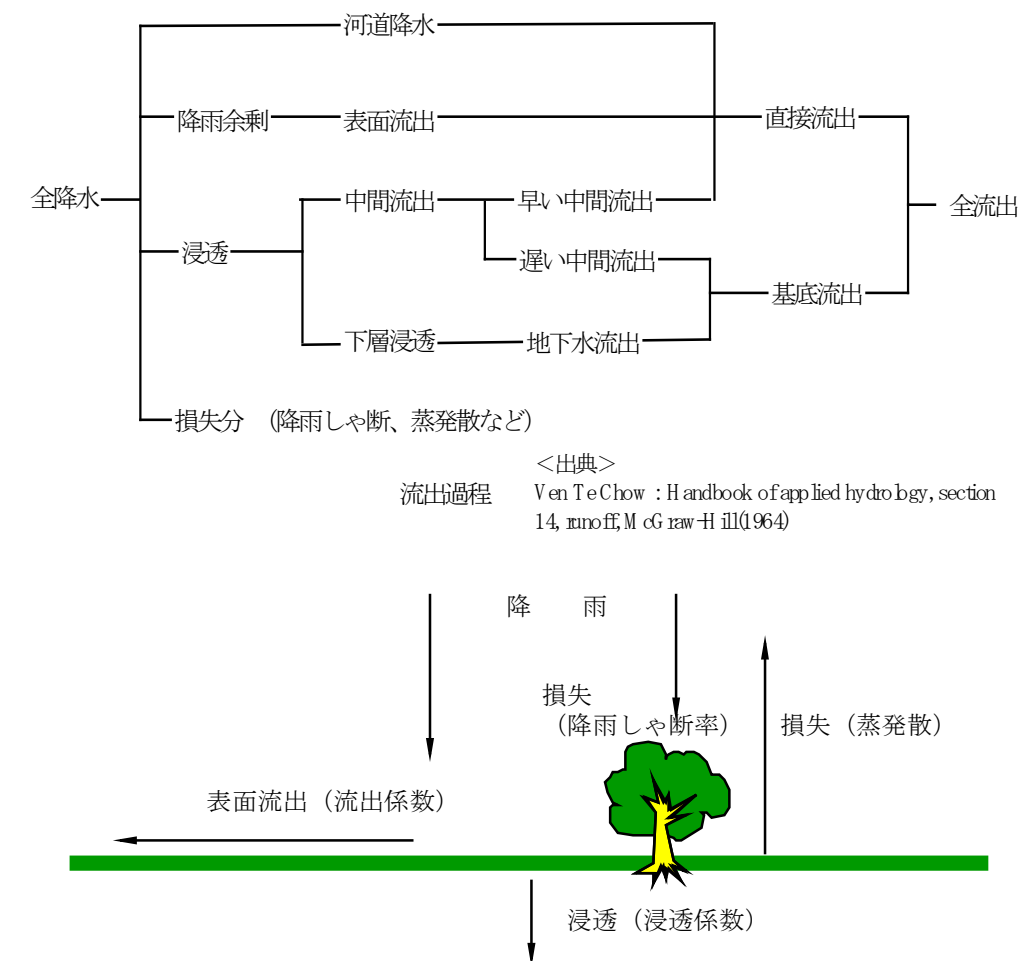 河道降水
降雨余剰 表面流出 直接流出
全降水 中間流出 早い中間流出 全流出
浸透 遅い中間流出
基底流出
下層浸透 地下水流出
損失分 (降雨しゃ断、蒸発散など)
＜出典＞
流出過程 Ven Te Chow : Handbook of applied hydrology, section
14, runoff, McGraw-Hill(1964)
降 雨
損失
（降雨しゃ断率） 損失（蒸発散）
表面流出（流出係数）
浸透（浸透係数）